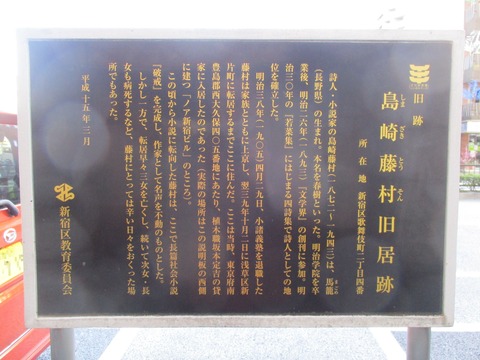 旧跡
島崎藤村旧居跡
しま ざき とう そん
所在地 新宿区歌舞伎町二丁目四番
詩人・小説家の島崎藤村（一八七二～一九四三）は、馬籠
（長野県）の生まれ。本名を春樹といった。明治学院を卒
業後、明治二六年（一八九三）『文学界』の創刊に参加、明
治三〇年の『若菜集』にはじまる四詩集で詩人としての地
位を確立した。
明治三八年（一九〇五）四月二九日、小諸義塾を退職した
藤村は家族とともに上京し、翌三九年十月二日に浅草区新
片町に転居するまでここに住んだ。ここは当時、東京府南
豊島郡西大久保四〇五番地にあたり、植木職坂本定吉の貸
家に入居したのであった（実際の場所はこの説明板の西側
に建つ「ノア新宿ビル」のところ）。
この頃から小説に転向した藤村は、ここで長篇社会小説
『破戒』を完成し、作家として名声を不動のものとした。
しかし一方で、転居早々三女を亡くし、続いて次女・長
女も病死するなど、藤村にとっては辛い日々をおくった場
所でもあった。
平成十五年三月
新宿区教育委員会